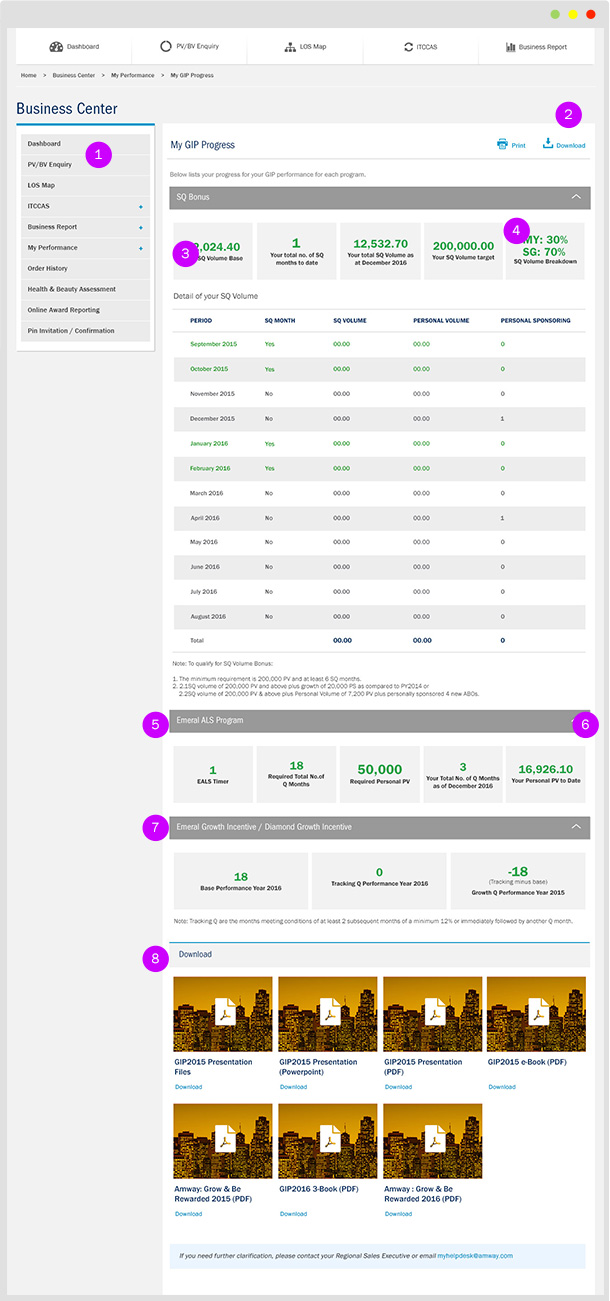 Dashboard
PV/BV Enquiry
LOS Map
ITCCAS
Business Report
Home > Business Center > My Performance > My GIP Progress
Business Center
2
My GIP Progress
Print
Download
1
Dashboard
PV/BV Enquiry
LOS Map
ITCCAS +
Business Report +
My Performance +
Order History
Health & Beauty Assessment
Online Award Reporting
Pin Invitation / Confirmation
Below lists your progress for your GIP performance for each program.
SQ Bonus
3
,024.40
SQ Volume Base
1
Your total no. of SQ
months to date
12,532.70
Your total SQ Volume as
at December 2016
200,000.00
Your SQ Volume target
4
MY: 30%
SG: 70%
SQ Volume Breakdown
Detail of your SQ Volume
PERIOD SQ MONTH SQ VOLUME PERSONAL VOLUME PERSONAL SPONSORING
September 2015 Yes 00.00 00.00 0
October 2015 Yes 00.00 00.00 0
November 2015 No 00.00 00.00 0
December 2015 No 00.00 00.00 1
January 2016 Yes 00.00 00.00 0
February 2016 Yes 00.00 00.00 0
March 2016 No 00.00 00.00 0
April 2016 No 00.00 00.00 1
May 2016 No 00.00 00.00 0
June 2016 No 00.00 00.00 0
July 2016 No 00.00 00.00 0
August 2016 No 00.00 00.00 0
Total 00.00 00.00 0
Note: To qualify for SQ Volume Bonus:
1. The minimum requirement is 200,000 PV and at least 6 SQ months.
2. 2.1SQ volume of 200,000 PV and above plus growth of 20,000 PS as compared to PY2014 or
2.2SQ volume of 200,000 PV & above plus Personal Volume of 7,200 PV plus personally sponsored 4 new ABOs.
5
Emeral ALS Program
6
1
EALS Timer
18
Required Total No.of
Q Months
50,000
Required Personal PV
3
Your Total No. of Q Months
as of December 2016
16,926.10
Your Personal PV to Date
7
Emeral Growth Incentive / Diamond Growth Incentive
18
Base Performance Year 2016
0
Tracking Q Performance Year 2016
-18
(Tracking minus base)
Growth Q Performance Year 2015
Note: Tracking Q are the months meeting conditions of at least 2 subsequent months of a minimum 12% or immediately followed by another Q month.
8
Download
GIP2015 Presentation
Files
Download
GIP2015 Presentation
(Powerpoint)
Download
GIP2015 Presentation
(PDF)
Download
GIP2015 e-Book (PDF)
Download
Amway: Grow & Be
Rewarded 2015 (PDF)
Download
GIP2016 3-Book (PDF)
Download
Amway : Grow & Be
Rewarded 2016 (PDF)
Download
If you need further clarification, please contact your Regional Sales Executive or email myhelpdesk@amway.com